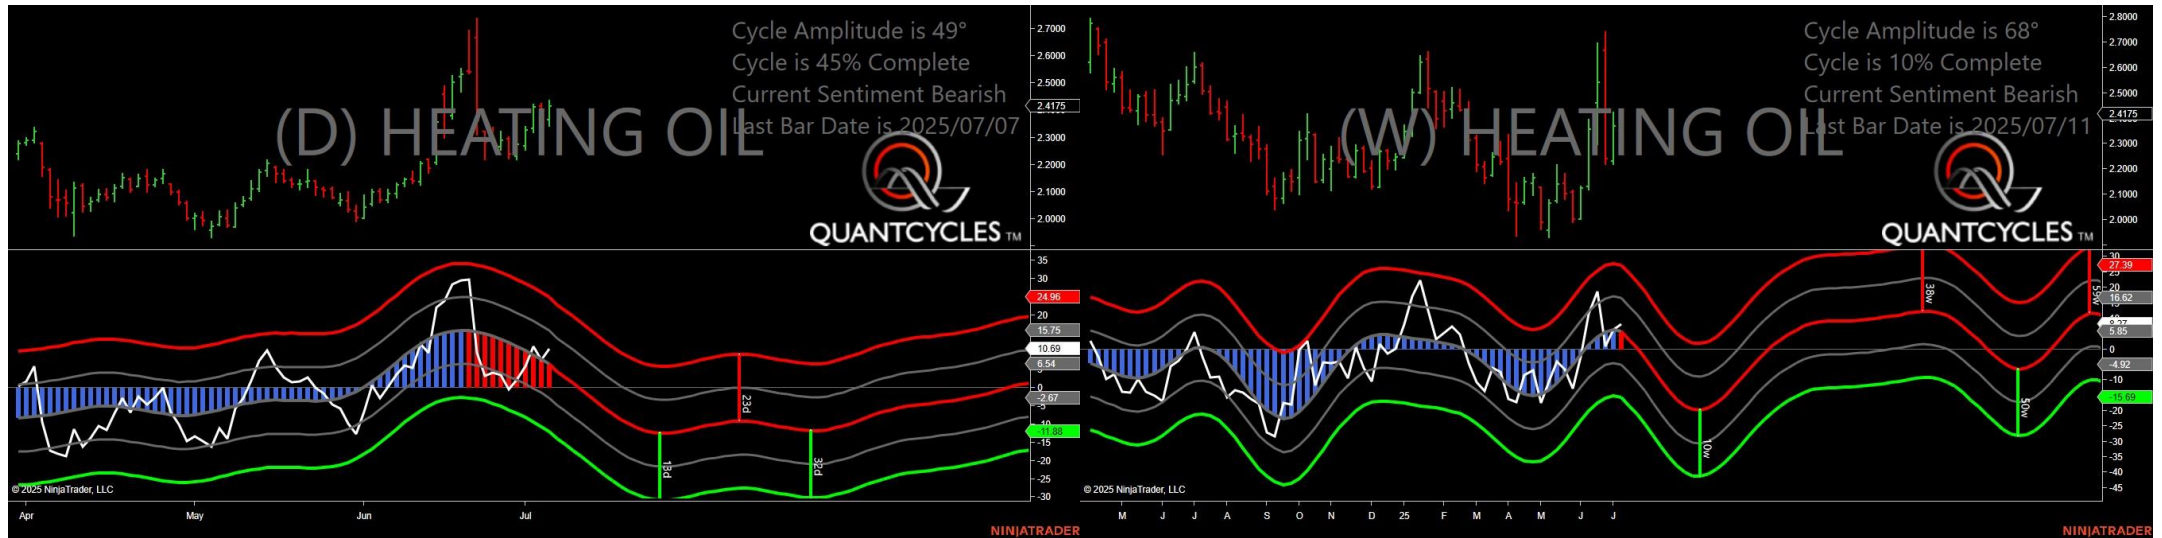 Cycle Amplitude is 49°
Cycle is 45% Complete
Current Sentiment Bearish
Last Bar Date is 2025/07/07
(D) HEATING OIL
QUANTCYCLES TM
2.7000
2.6000
2.5000
2.4175
2.3000
2.2000
2.1000
2.0000
35
30
24.96
20
15.75
10.69
6.54
0
-2.67
-5
-11.88
-15
-20
-25
-30
13d
23d
32d
© 2025 NinjaTrader, LLC
Apr May Jun Jul
NINJATRADER
Cycle Amplitude is 68°
Cycle is 10% Complete
Current Sentiment Bearish
Last Bar Date is 2025/07/11
(W) HEATING OIL
QUANTCYCLES TM
2.8000
2.7000
2.6000
2.5000
2.4175
2.3000
2.2000
2.1000
2.0000
30
27.39
20
16.62
5.85
0
-4.92
-10
-15.69
-20
-25
-30
-35
-40
-45
10w
38w
50w
59w
© 2025 NinjaTrader, LLC
M J J A S O N D 25 F M A M J J
NINJATRADER